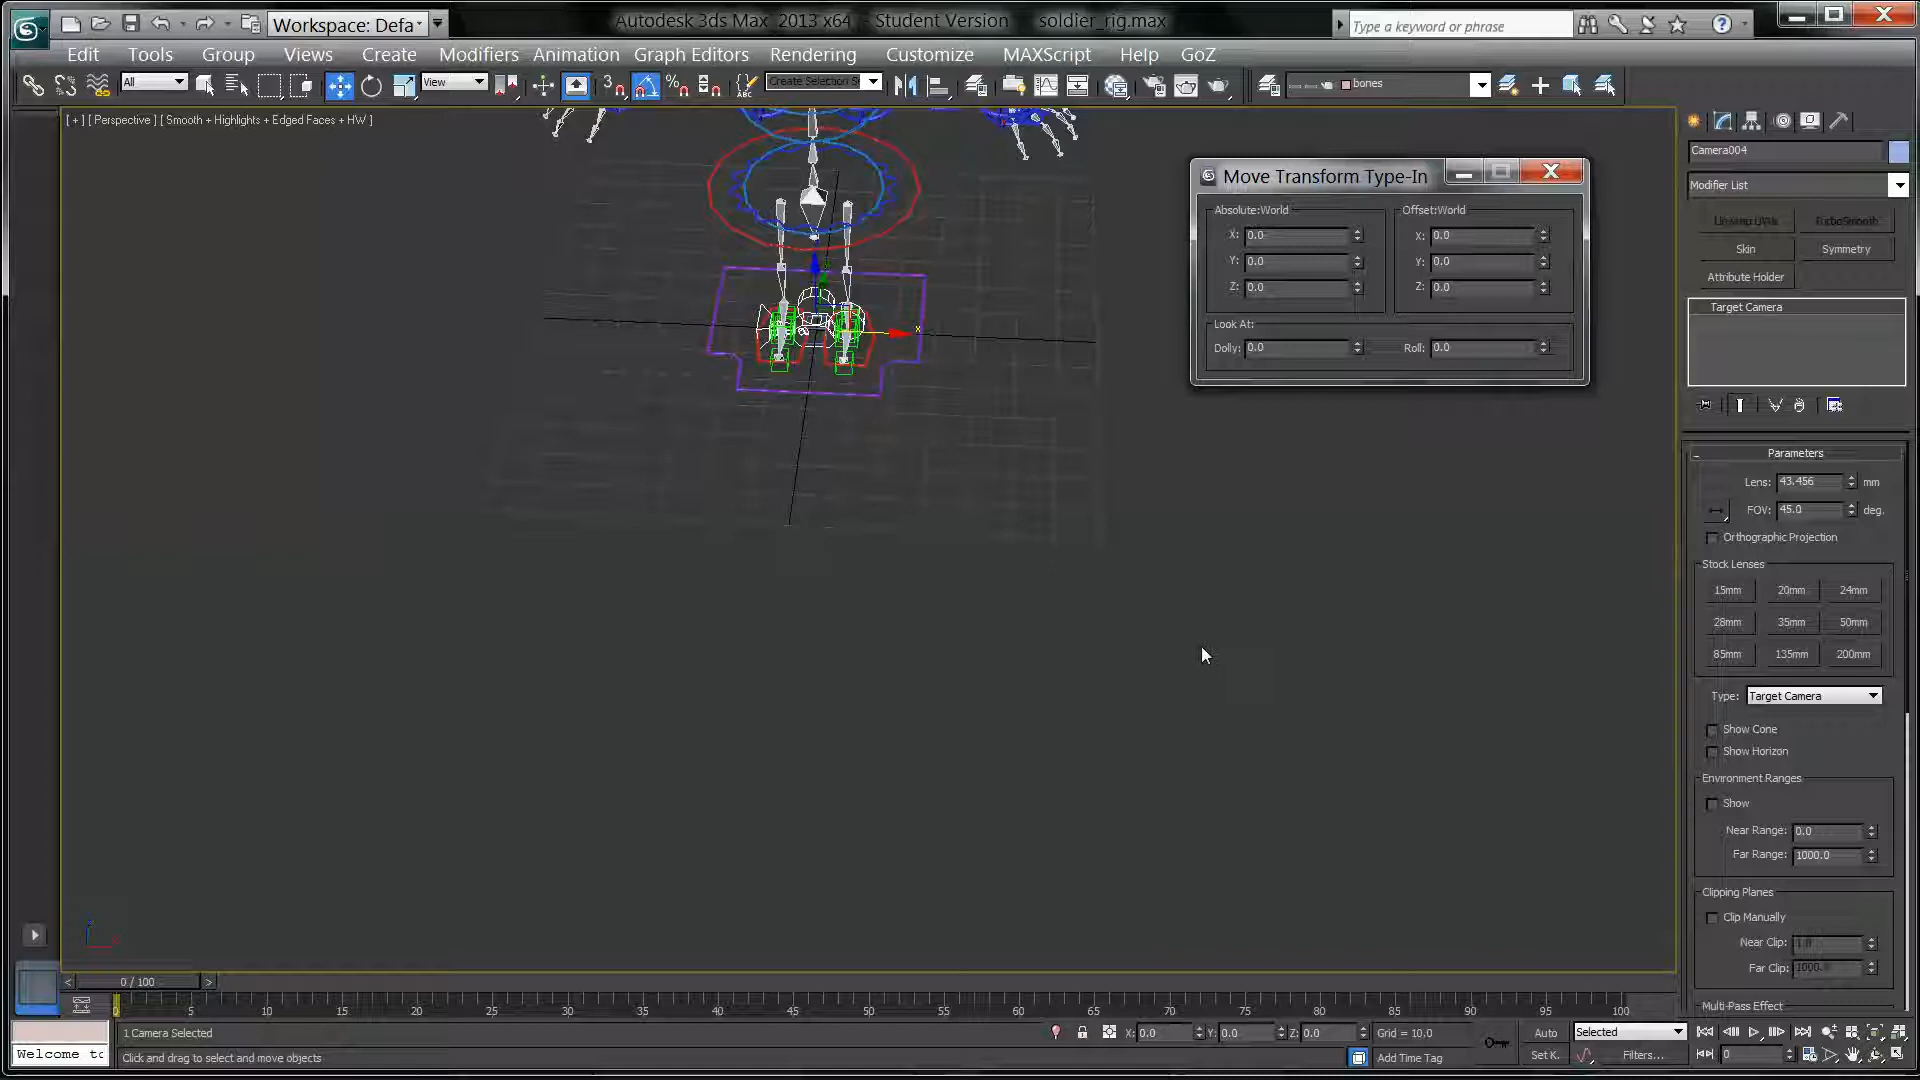 Workspace: Defa
Autodesk 3ds Max 2013 x64 - Student Version soldier_rig.max
Type a keyword or phrase
Edit Tools Group Views Create Modifiers Animation Graph Editors Rendering Customize MAXScript Help GoZ
All View 3 Create Selection S bones
[ + ] [ Perspective ] [ Smooth + Highlights + Edged Faces + HW ]
Camera004
Modifier List
TurboSmooth
Skin Symmetry
Attribute Holder
Target Camera
Move Transform Type-In
Absolute:World Offset:World
X: 0.0 X: 0.0
Y: 0.0 Y: 0.0
Z: 0.0 Z: 0.0
Look At:
Dolly: 0.0 Roll: 0.0
x
Parameters
Lens: 43.456 mm
FOV: 45.0 deg.
Orthographic Projection
Stock Lenses
15mm 20mm 24mm
28mm 35mm 50mm
85mm 135mm 200mm
Type: Target Camera
Show Cone
Show Horizon
Environment Ranges
Show
Near Range: 0.0
Far Range: 1000.0
Clipping Planes
Clip Manually
Near Clip: 1.0
Far Clip: 1000.
Multi-Pass Effect
< 0 / 100 >
0 5 10 15 20 25 30 35 40 45 50 55 60 65 70 75 80 85 90 95 100
1 Camera Selected X: 0.0 Y: 0.0 Z: 0.0 Grid = 10.0 Auto Selected
Welcome to Click and drag to select and move objects Add Time Tag Set K. Filters... 0